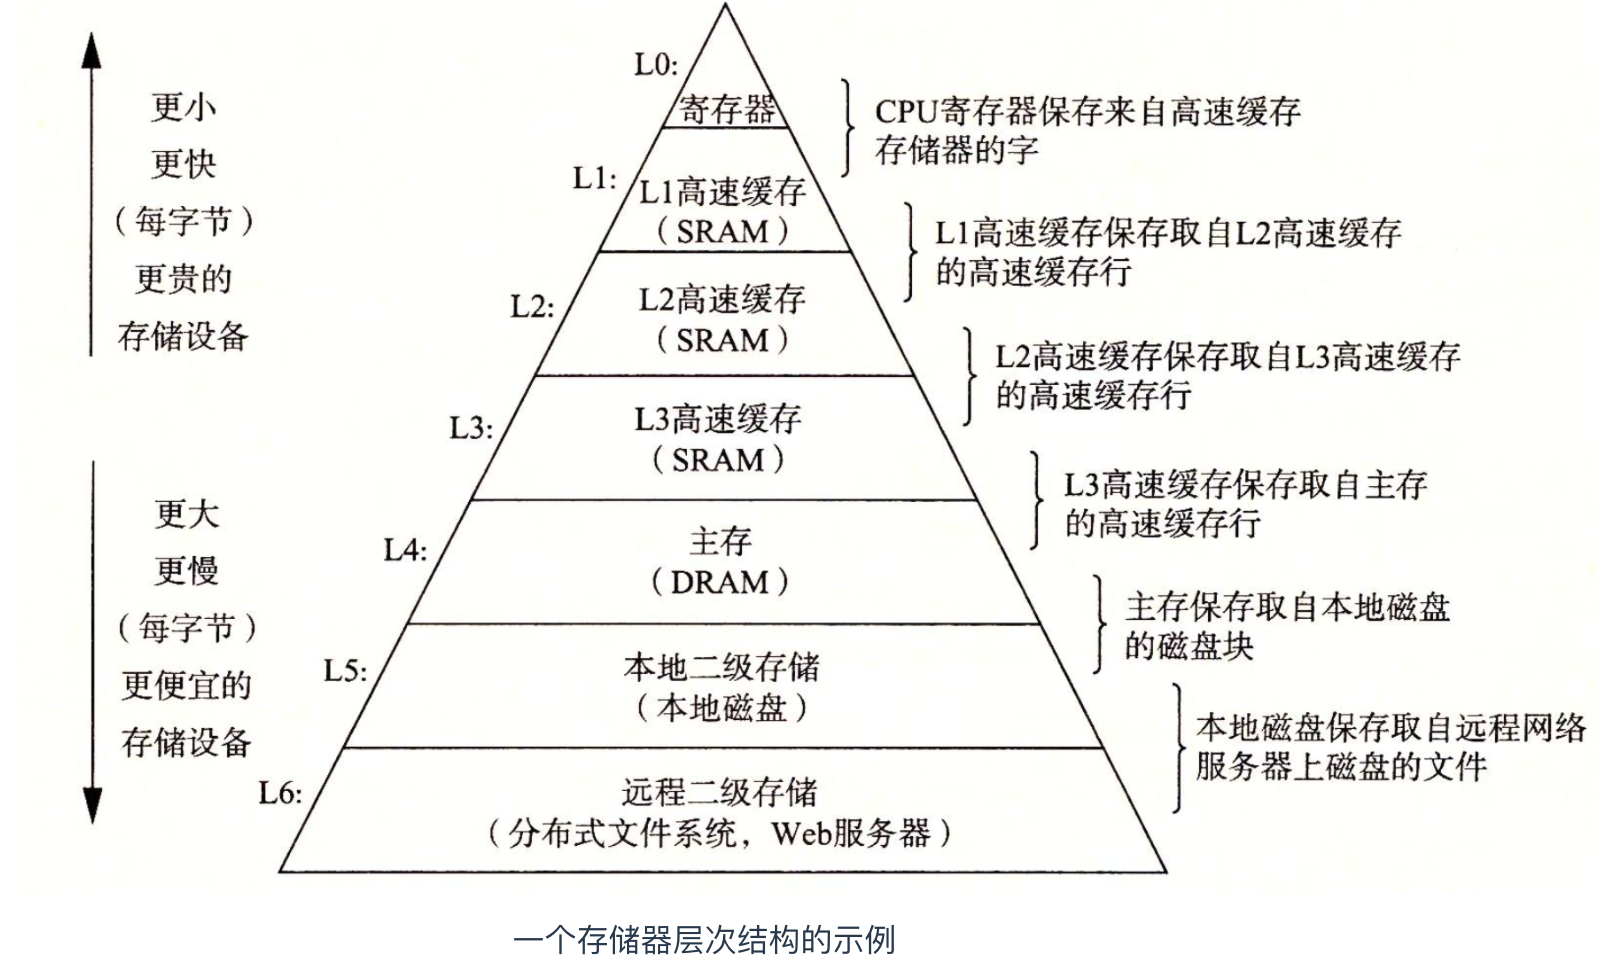 更小
更快
（每字节）
更贵的
存储设备
更大
更慢
（每字节）
更便宜的
存储设备
L0:
寄存器
L1:
L1高速缓存
（SRAM）
L2:
L2高速缓存
（SRAM）
L3:
L3高速缓存
（SRAM）
L4:
主存
（DRAM）
L5:
本地二级存储
（本地磁盘）
L6:
远程二级存储
（分布式文件系统，Web服务器）
CPU寄存器保存来自高速缓存
存储器的字
L1高速缓存保存取自L2高速缓存
的高速缓存行
L2高速缓存保存取自L3高速缓存
的高速缓存行
L3高速缓存保存取自主存
的高速缓存行
主存保存取自本地磁盘
的磁盘块
本地磁盘保存取自远程网络
服务器上磁盘的文件
一个存储器层次结构的示例